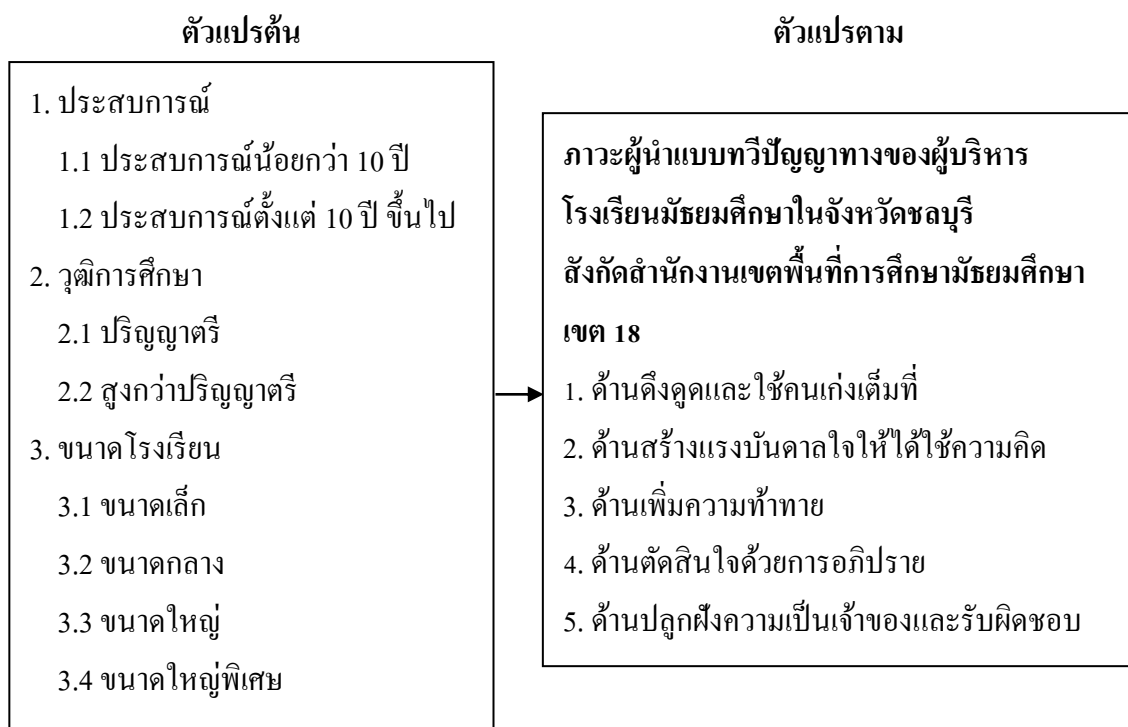 ตัวแปรต้น
1. ประสบการณ์
1.1 ประสบการณ์น้อยกว่า 10 ปี
1.2 ประสบการณ์ตั้งแต่ 10 ปี ขึ้นไป
2. วุฒิการศึกษา
2.1 ปริญญาตรี
2.2 สูงกว่าปริญญาตรี
3. ขนาดโรงเรียน
3.1 ขนาดเล็ก
3.2 ขนาดกลาง
3.3 ขนาดใหญ่
3.4 ขนาดใหญ่พิเศษ
ตัวแปรตาม
ภาวะผู้นำแบบทวีปัญญาทางของผู้บริหาร
โรงเรียนมัธยมศึกษาในจังหวัดชลบุรี
สังกัดสำนักงานเขตพื้นที่การศึกษามัธยมศึกษา
เขต 18
1. ด้านดึงดูดและใช้คนเก่งเต็มที่
2. ด้านสร้างแรงบันดาลใจให้ได้ใช้ความคิด
3. ด้านเพิ่มความท้าทาย
4. ด้านตัดสินใจด้วยการอภิปราย
5. ด้านปลูกฝังความเป็นเจ้าของและรับผิดชอบ